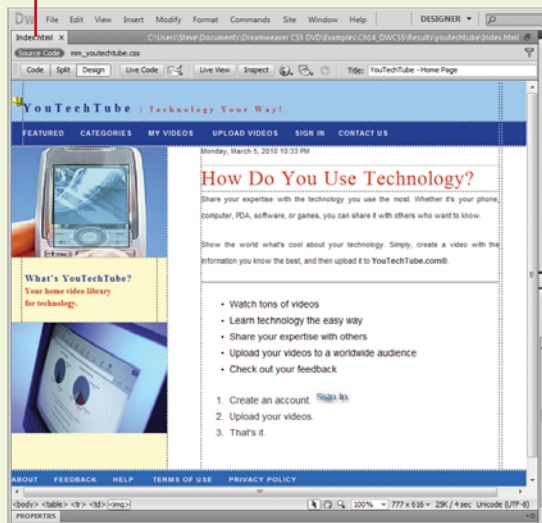 Dw File Edit View Insert Modify Format Commands Site Window Help DESIGNER
Index.html × C:\Users\Steve\Documents\Dreamweaver CSS DVD\Examples\Ch14_DWCS5\Results\youtechtube\Index.html
Source Code mm_youtechtube.css
Code Split Design Live Code Live View Inspect Title: YouTechTube - Home Page
YouTechTube | Technology Your Way!
FEATURED CATEGORIES MY VIDEOS UPLOAD VIDEOS SIGN IN CONTACT US
Monday, March 5, 2010 10:33 PM
How Do You Use Technology?
Share your expertise with the technology you use the most. Whether it's your phone,
computer, PDA, software, or games, you can share it with others who want to know.
Show the world what's cool about your technology. Simply, create a video with the
information you know the best, and then upload it to YouTechTube.com®.
What's YouTechTube?
Your home video library
for technology.
• Watch tons of videos
• Learn technology the easy way
• Share your expertise with others
• Upload your videos to a worldwide audience
• Check out your feedback
1. Create an account. Sign In
2. Upload your videos.
3. That's it.
ABOUT FEEDBACK HELP TERMS OF USE PRIVACY POLICY
<body> <table> <tr> <td> <img> 100% 777 x 616 25K / 4 sec Unicode (UTF-8)
PROPERTIES